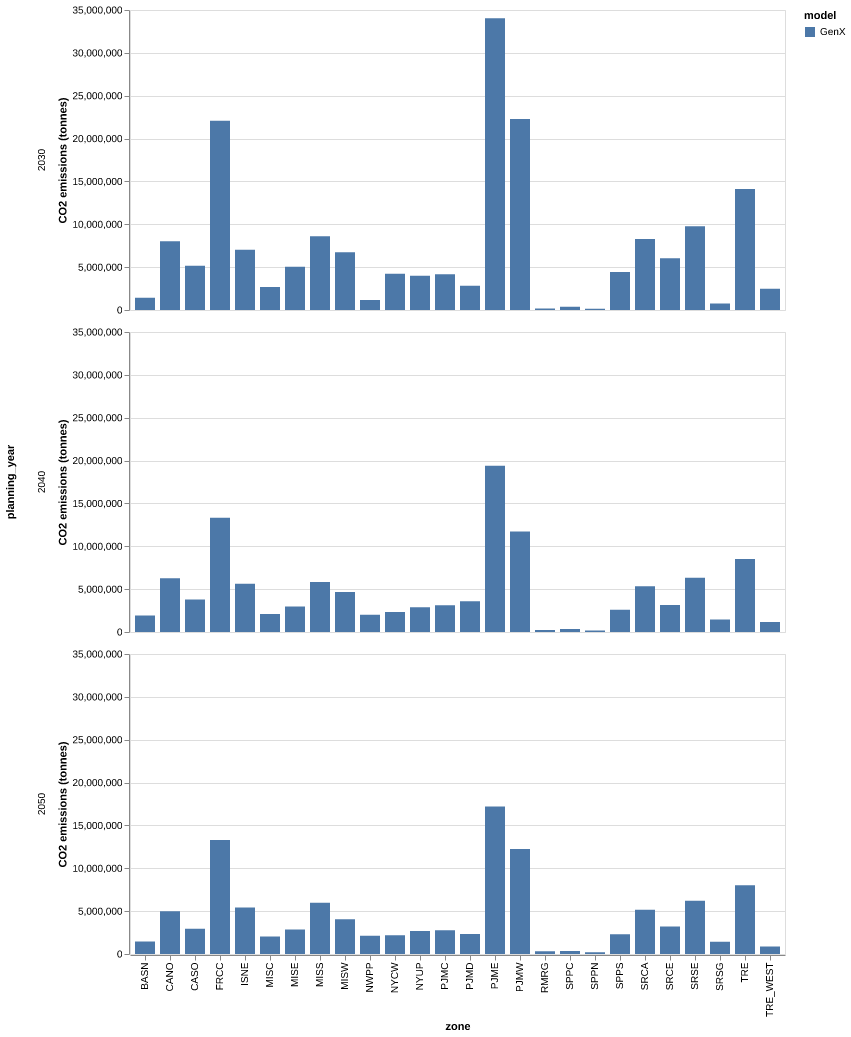 model
GenX
planning_year
2030
CO2 emissions (tonnes)
35,000,000
30,000,000
25,000,000
20,000,000
15,000,000
10,000,000
5,000,000
0
2040
CO2 emissions (tonnes)
35,000,000
30,000,000
25,000,000
20,000,000
15,000,000
10,000,000
5,000,000
0
2050
CO2 emissions (tonnes)
35,000,000
30,000,000
25,000,000
20,000,000
15,000,000
10,000,000
5,000,000
0
BASN
CANO
CASO
FRCC
ISNE
MISC
MISE
MISS
MISW
NWPP
NYCW
NYUP
PJMC
PJMD
PJME
PJMW
RMRG
SPPC
SPPN
SPPS
SRCA
SRCE
SRSE
SRSG
TRE
TRE_WEST
zone